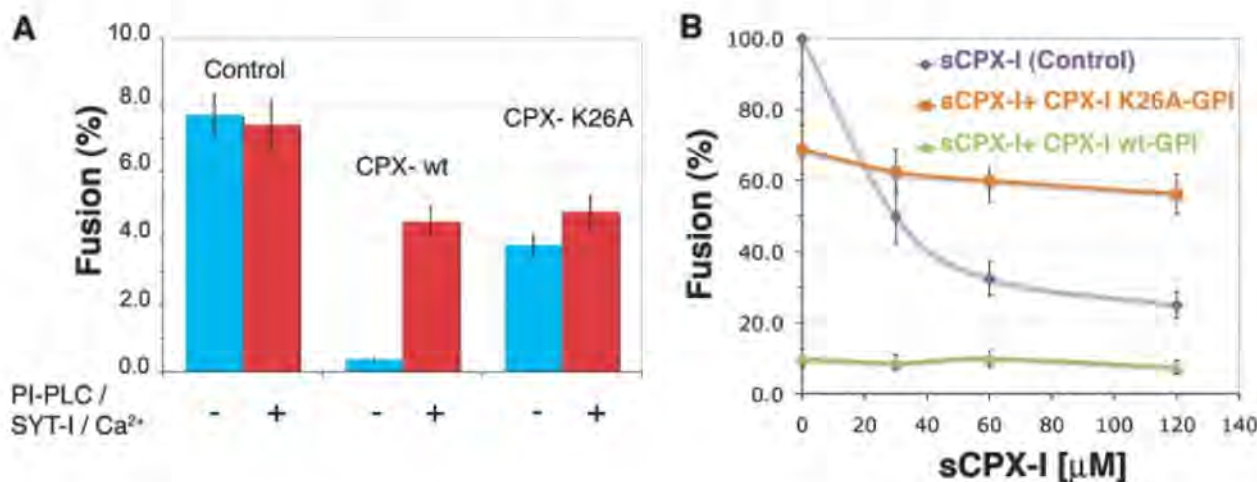 A
Fusion (%)
10.0
8.0
6.0
4.0
2.0
0.0
Control
CPX- wt
CPX- K26A
PI-PLC /
SYT-I / Ca²⁺
- + - + - +
B
Fusion (%)
100.0
80.0
60.0
40.0
20.0
0.0
sCPX-I (Control)
sCPX-I+ CPX-I K26A-GPI
sCPX-I+ CPX-I wt-GPI
0 20 40 60 80 100 120 140
sCPX-I [μM]